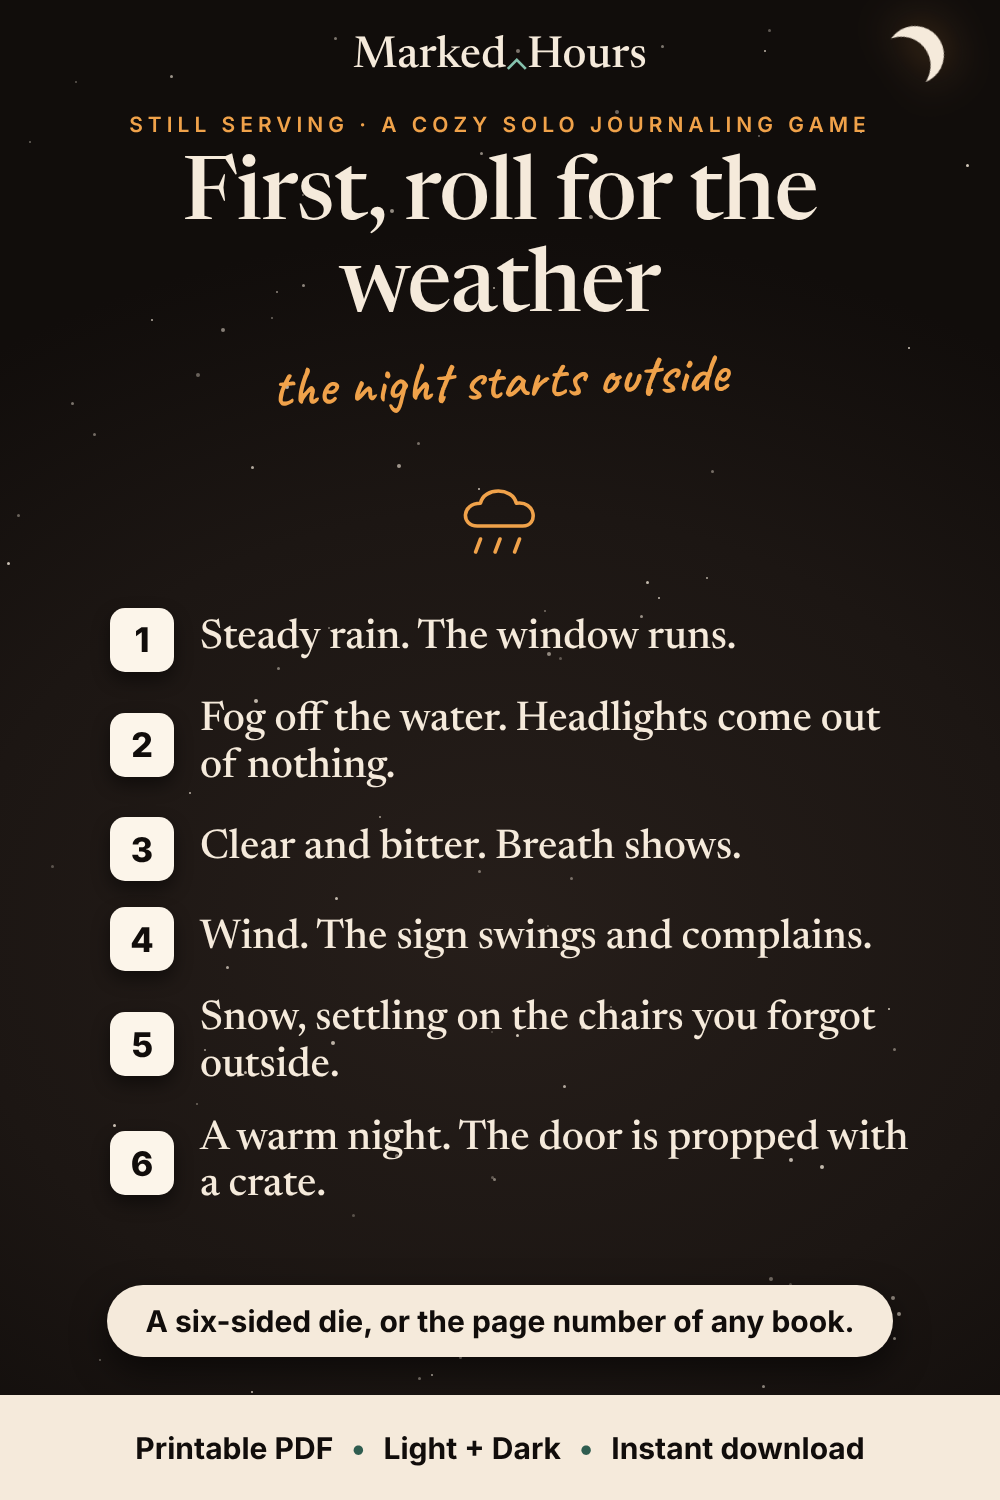 Marked Hours
STILL SERVING · A COZY SOLO JOURNALING GAME
First, roll for the
weather
the night starts outside
1 Steady rain. The window runs.
2 Fog off the water. Headlights come out
of nothing.
3 Clear and bitter. Breath shows.
4 Wind. The sign swings and complains.
5 Snow, settling on the chairs you forgot
outside.
6 A warm night. The door is propped with
a crate.
A six-sided die, or the page number of any book.
Printable PDF • Light + Dark • Instant download